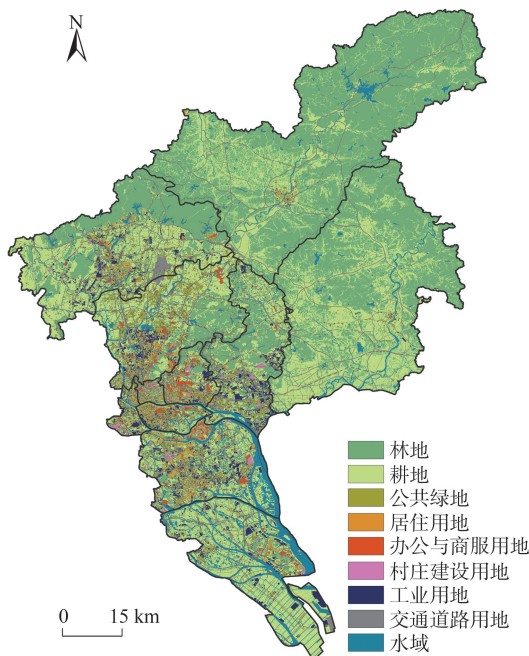 N
林地
耕地
公共绿地
居住用地
办公与商服用地
村庄建设用地
工业用地
交通道路用地
水域
0 15 km